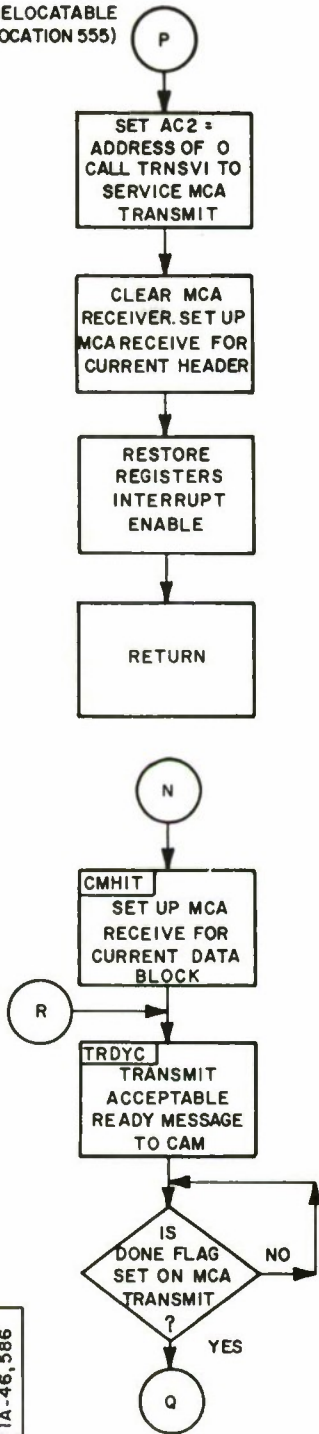 ELOCATABLE
OCATION 555)
P
SET AC2 =
ADDRESS OF 0
CALL TRNSVI TO
SERVICE MCA
TRANSMIT
CLEAR MCA
RECEIVER. SET UP
MCA RECEIVE FOR
CURRENT HEADER
RESTORE
REGISTERS
INTERRUPT
ENABLE
RETURN
N
CMHIT
SET UP MCA
RECEIVE FOR
CURRENT DATA
BLOCK
R
TRDYC
TRANSMIT
ACCEPTABLE
READY MESSAGE
TO CAM
IS
DONE FLAG
SET ON MCA
TRANSMIT
?
NO
YES
Q
IA-46,586